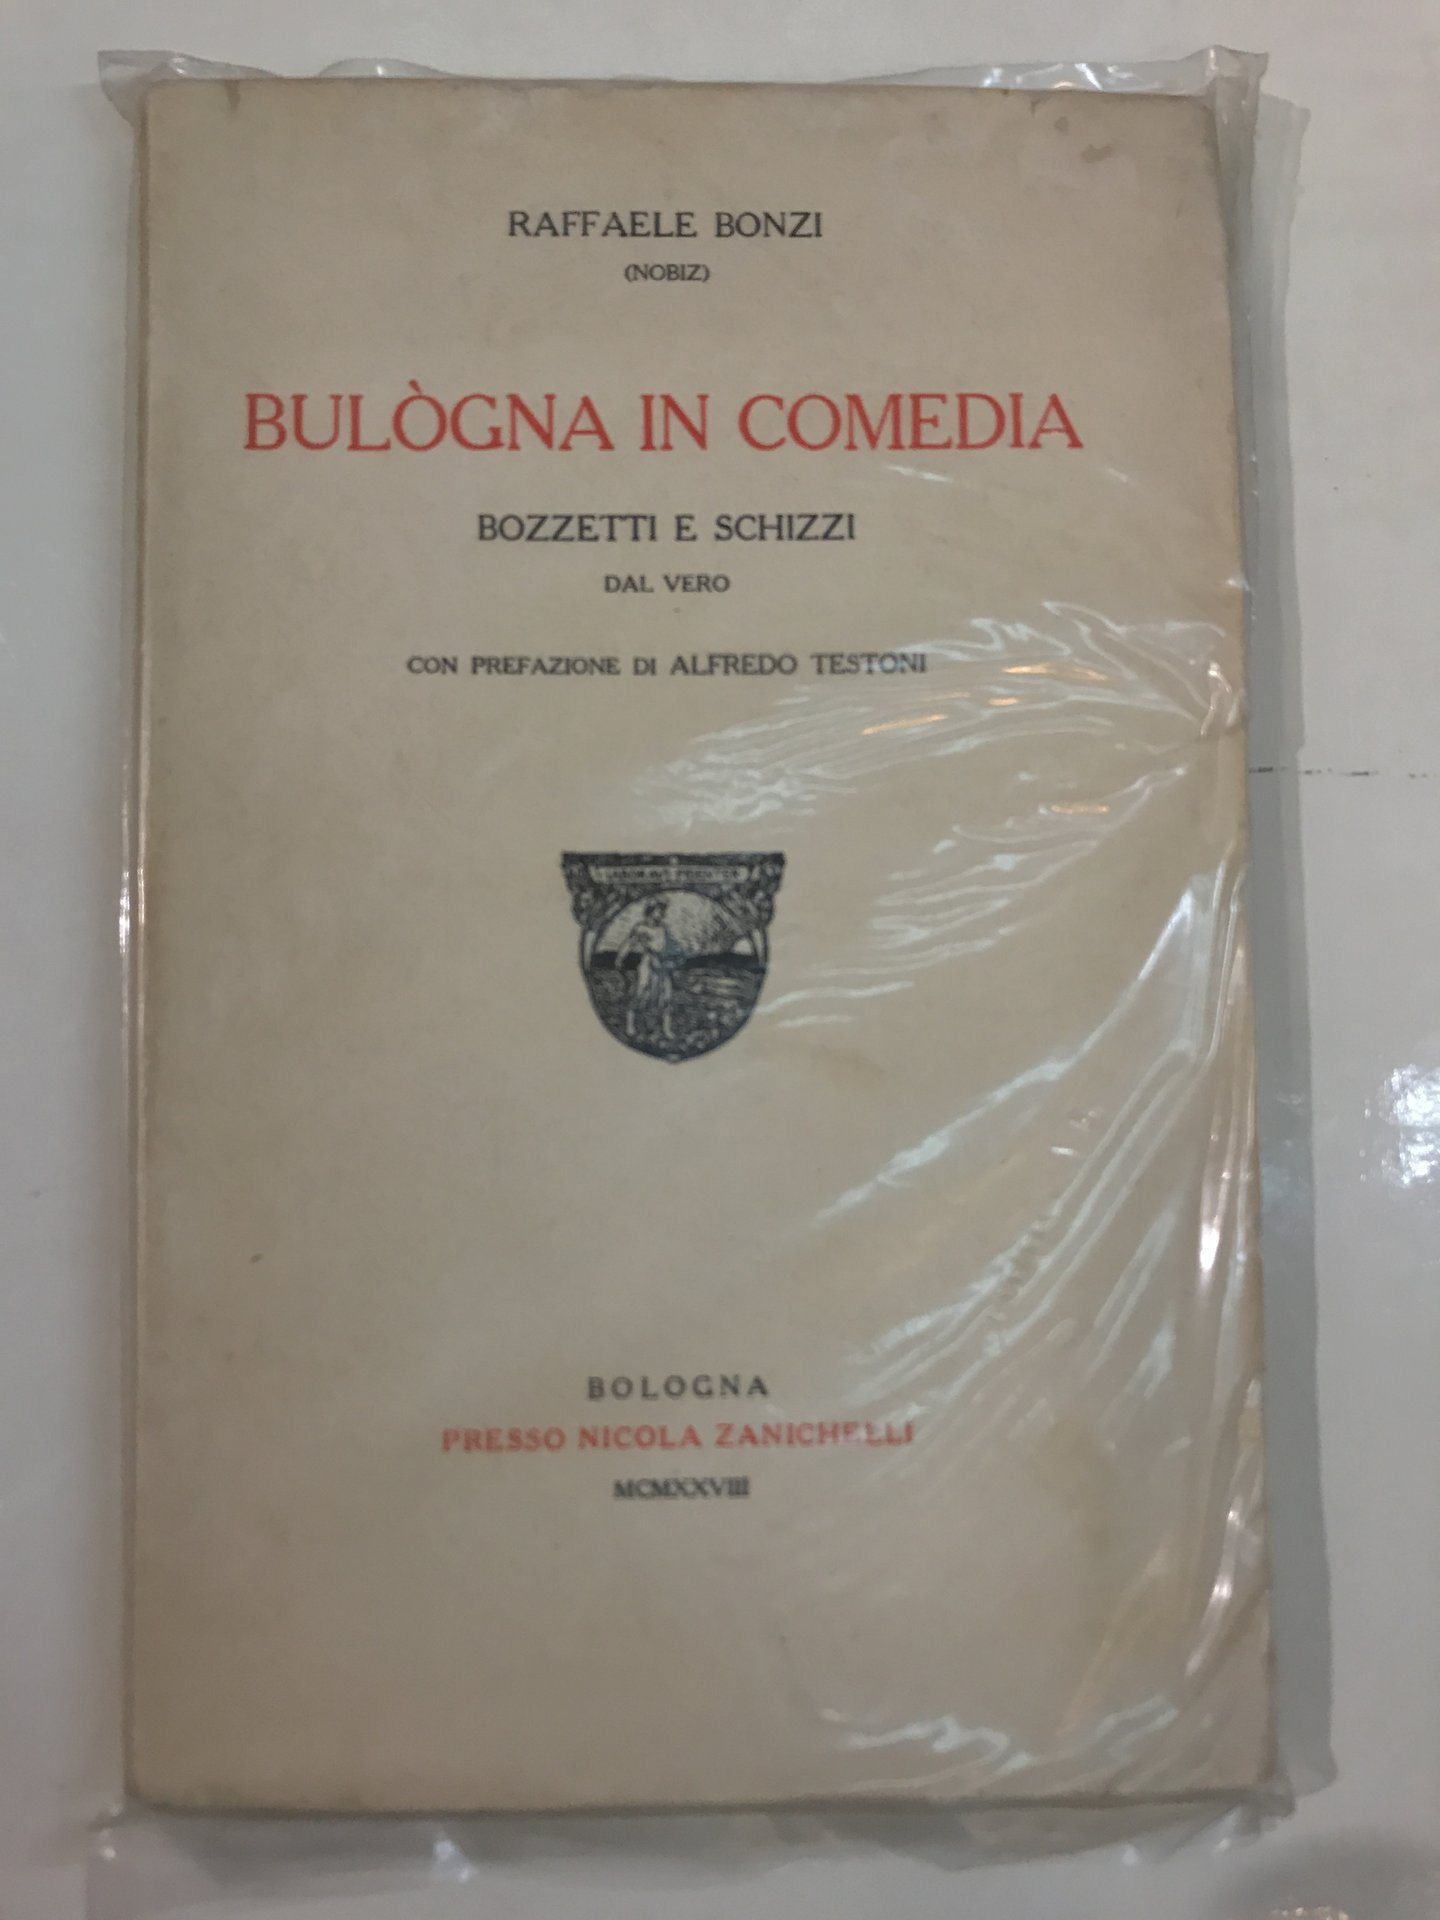 RAFFAELE BONZI
(NOBIZ)
BULÒGNA IN COMEDIA
BOZZETTI E SCHIZZI
DAL VERO
CON PREFAZIONE DI ALFREDO TESTONI
BOLOGNA
PRESSO NICOLA ZANICHELLI
MCMXXVIII